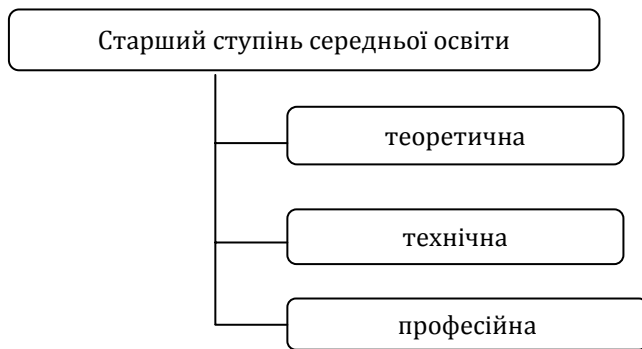 Старший ступінь середньої освіти
теоретична
технічна
професійна